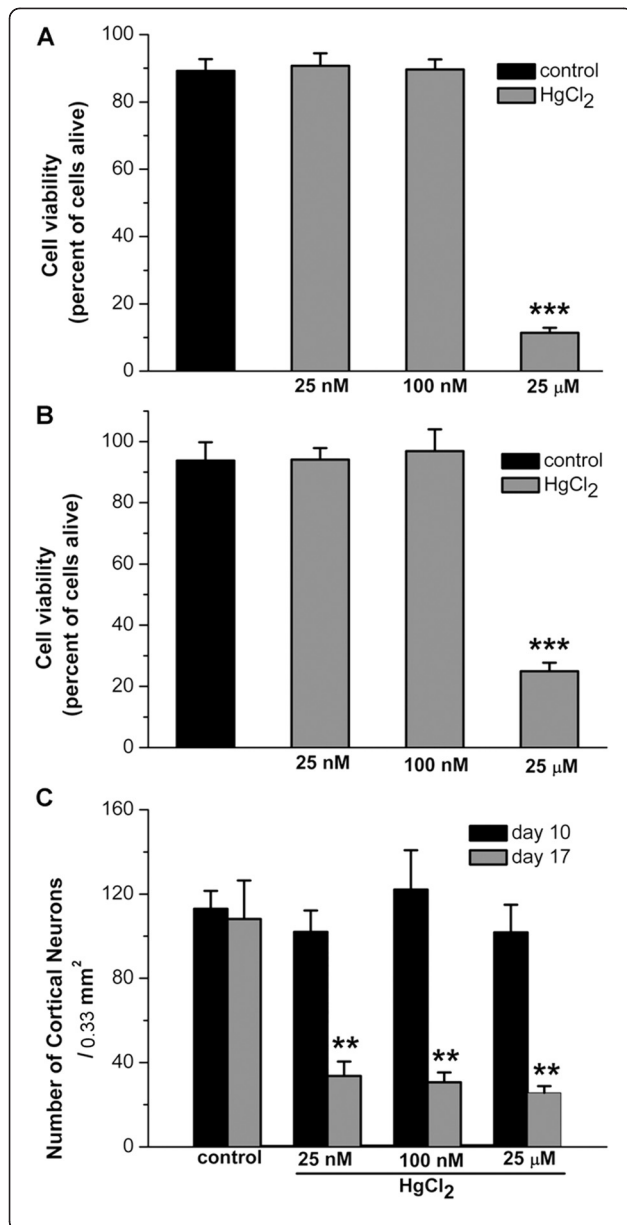 A
100
80
60
40
20
0
Cell viability
(percent of cells alive)
control
HgCl2
***
25 nM 100 nM 25 μM
B
100
80
60
40
20
0
Cell viability
(percent of cells alive)
control
HgCl2
***
25 nM 100 nM 25 μM
C
160
120
80
40
0
Number of Cortical Neurons
/ 0.33 mm2
day 10
day 17
** ** **
control 25 nM 100 nM 25 μM
HgCl2